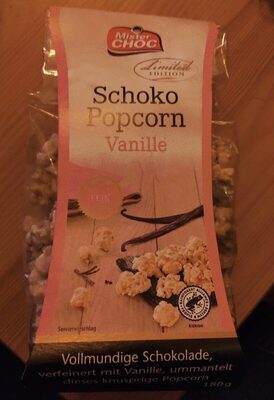 Mister
CHOC
Limited
EDITION
Schoko
Popcorn
Vanille
Serviervorschlag
Vollmundige Schokolade,
verfeinert mit Vanille, ummantelt
dieses knusprige Popcorn
180g